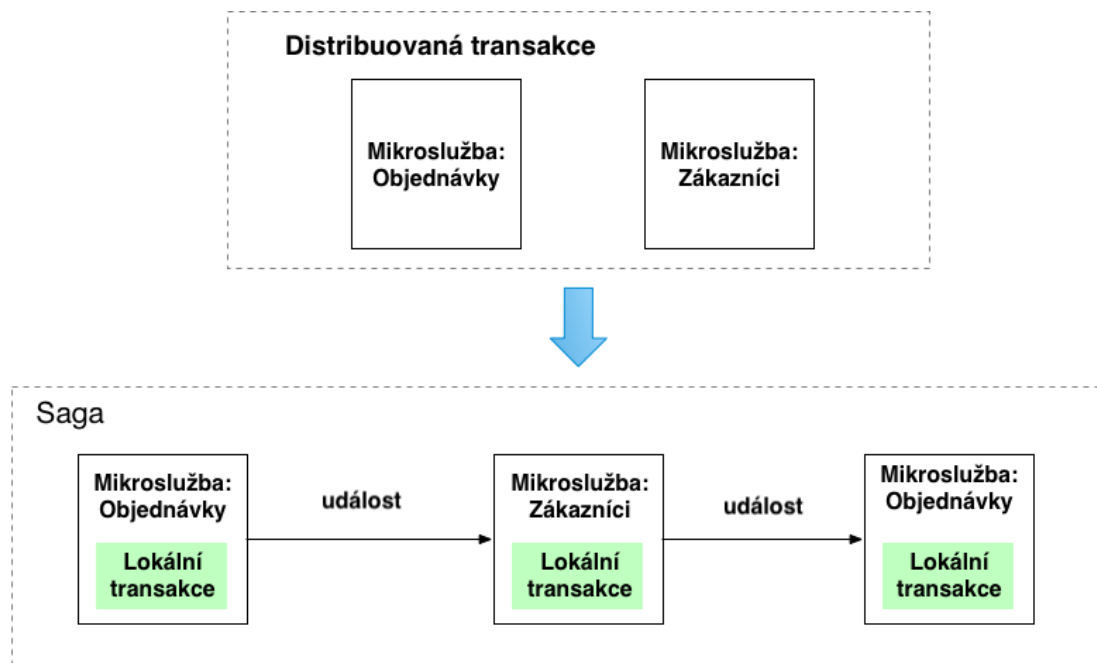 Distribuovaná transakce
Mikroslužba:
Objednávky
Mikroslužba:
Zákazníci
Saga
Mikroslužba:
Objednávky
Lokální
transakce
událost
Mikroslužba:
Zákazníci
Lokální
transakce
událost
Mikroslužba:
Objednávky
Lokální
transakce